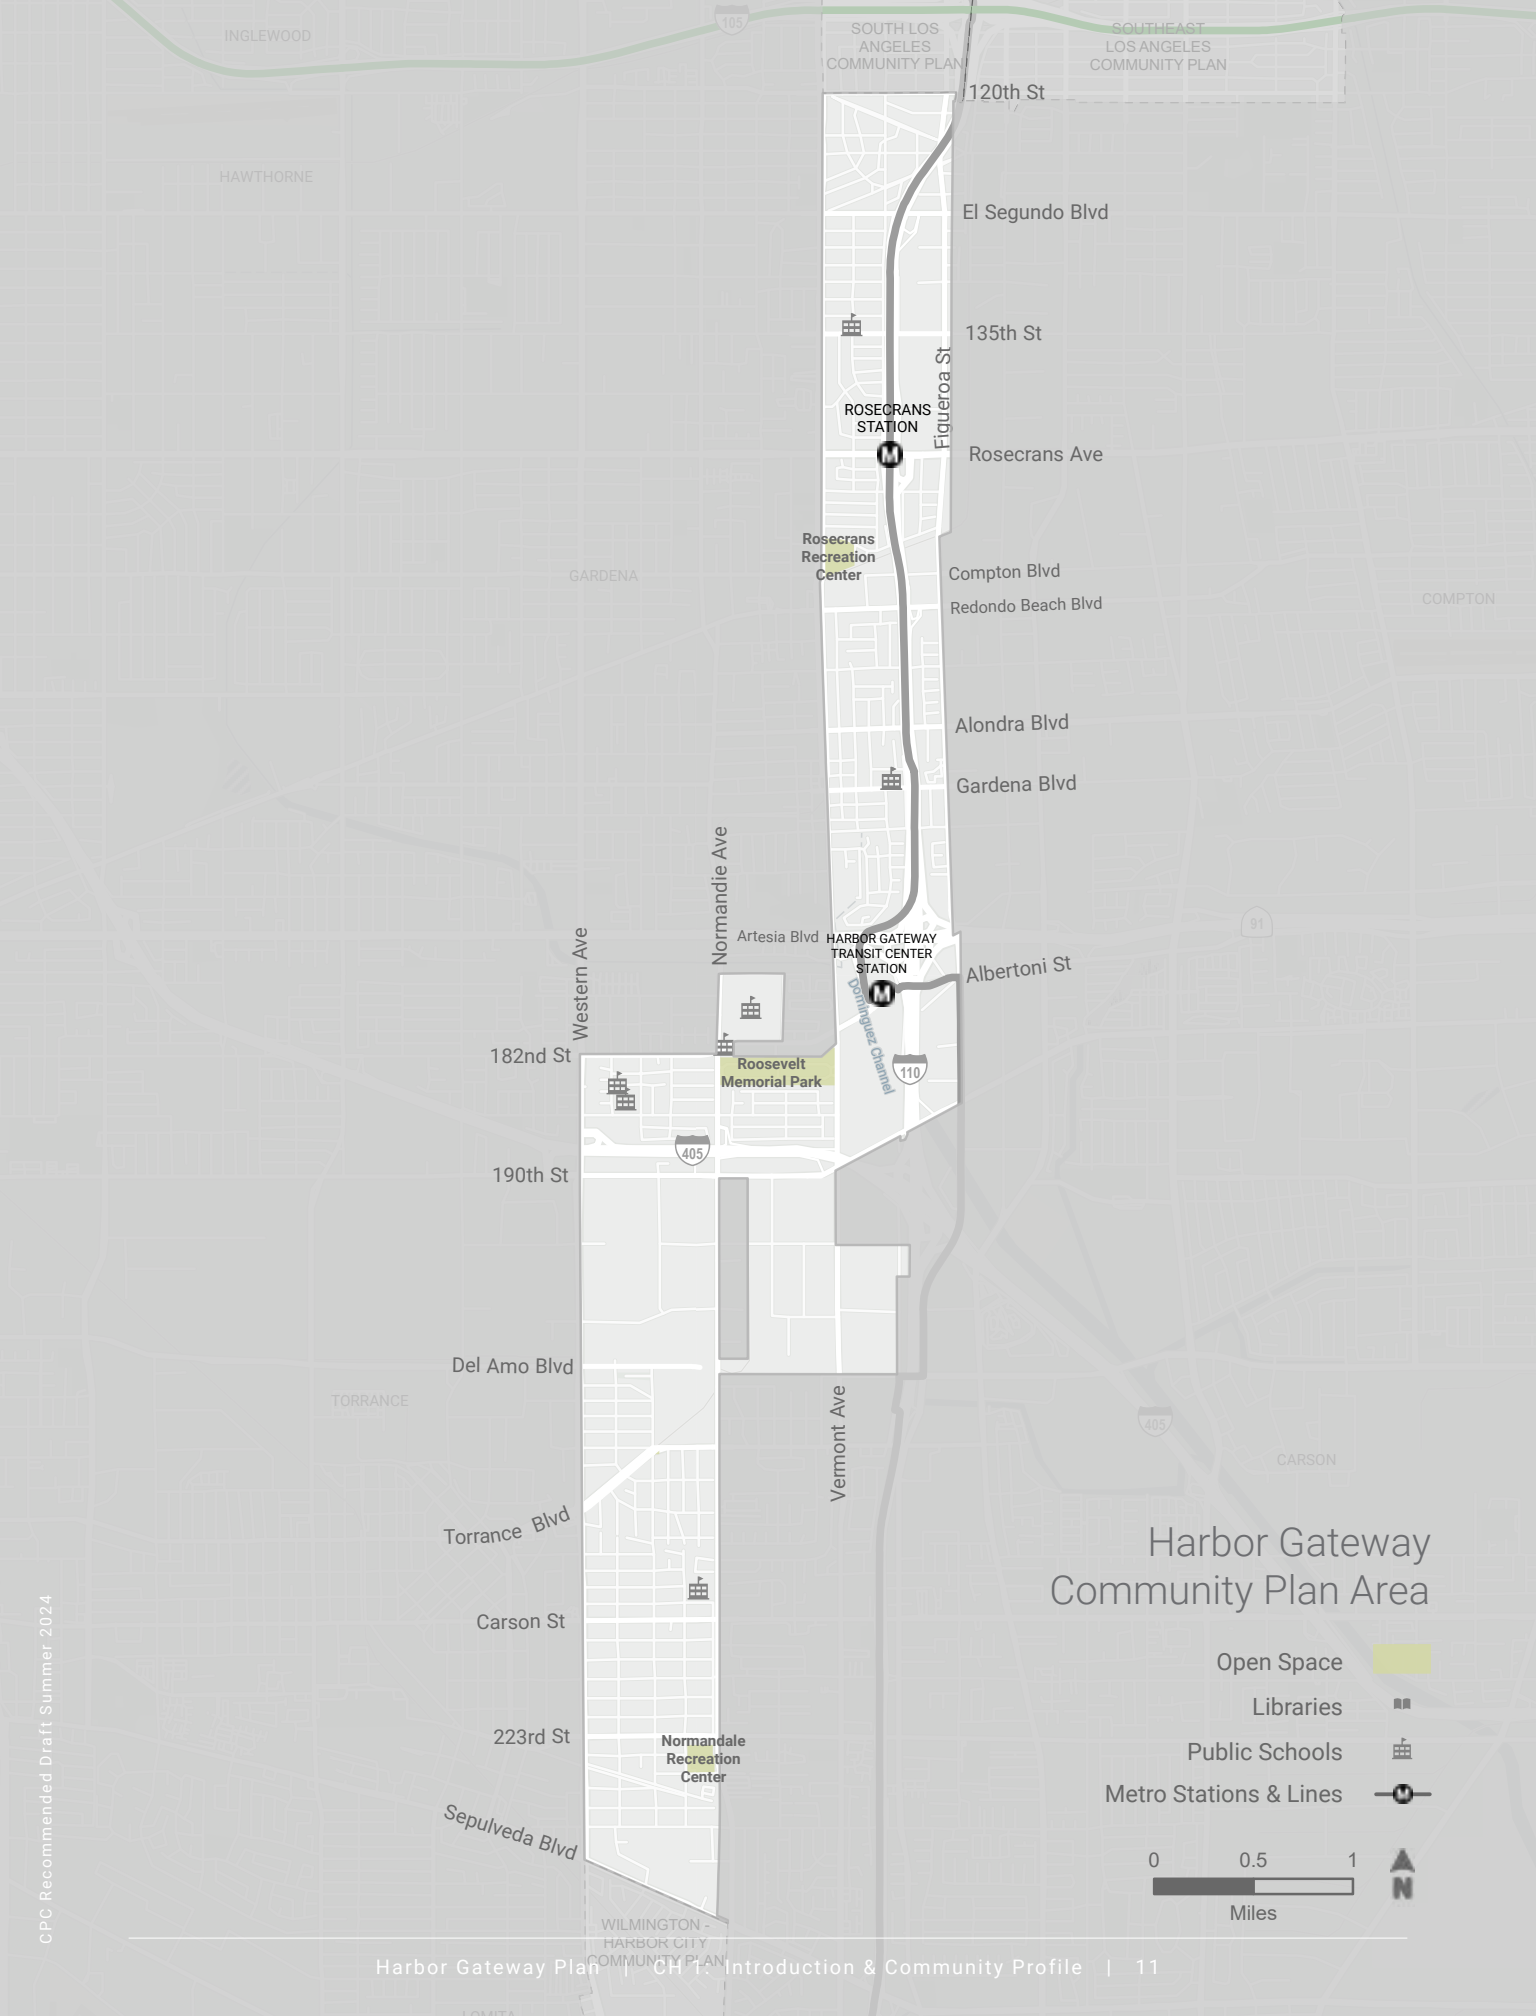 105
INGLEWOOD
SOUTH LOS
ANGELES
COMMUNITY PLAN
SOUTHEAST
LOS ANGELES
COMMUNITY PLAN
120th St
HAWTHORNE
El Segundo Blvd
135th St
Figueroa St
ROSECRANS
STATION
M
Rosecrans Ave
Rosecrans
Recreation
Center
GARDENA
Compton Blvd
Redondo Beach Blvd
COMPTON
Alondra Blvd
Gardena Blvd
Normandie Ave
Western Ave
Artesia Blvd
91
HARBOR GATEWAY
TRANSIT CENTER
STATION
M
Albertoni St
Dominguez Channel
182nd St
Roosevelt
Memorial Park
110
405
190th St
Del Amo Blvd
TORRANCE
Vermont Ave
405
CARSON
Torrance Blvd
Carson St
223rd St
Normandale
Recreation
Center
Sepulveda Blvd
WILMINGTON -
HARBOR CITY
COMMUNITY PLAN
LOMITA
Harbor Gateway
Community Plan Area
Open Space
Libraries
Public Schools
Metro Stations & Lines
M
0 0.5 1
Miles
N
CPC Recommended Draft Summer 2024
Harbor Gateway Plan | CH 1: Introduction & Community Profile | 11